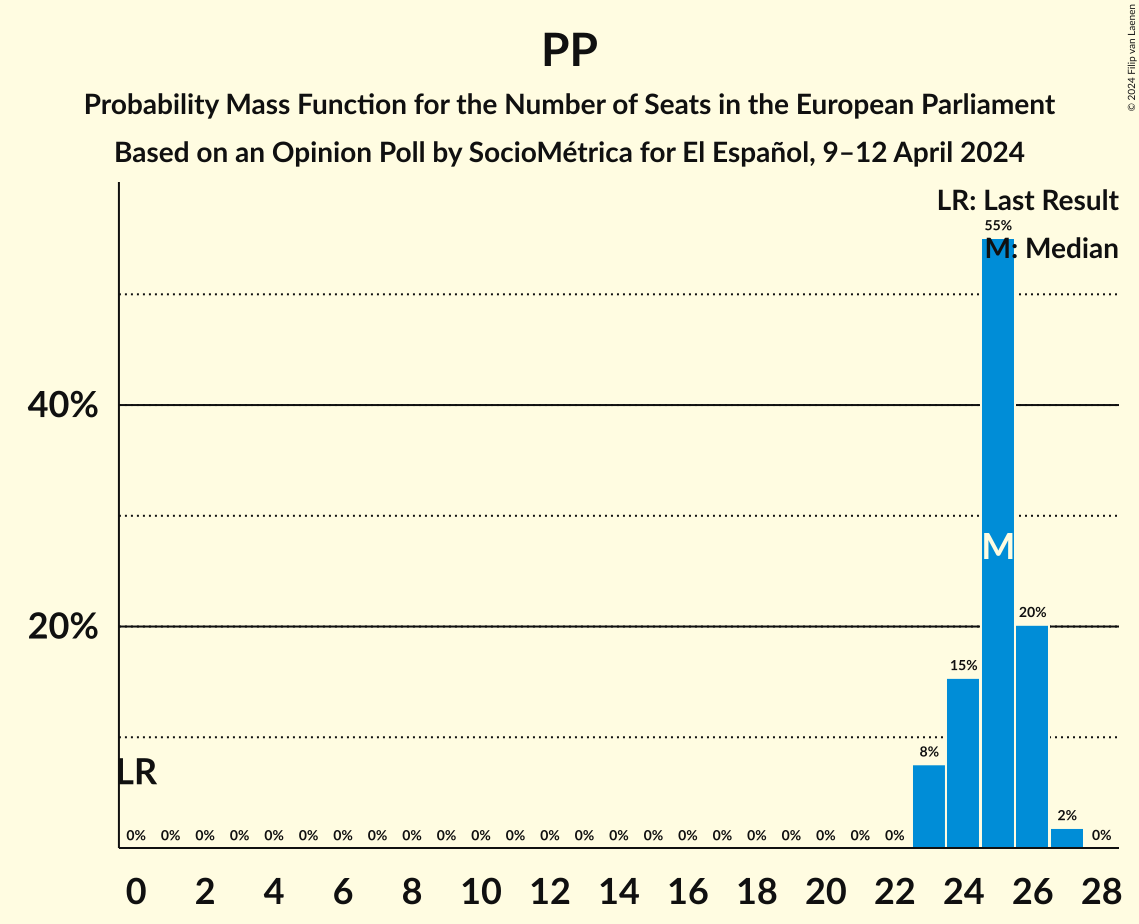 PP
Probability Mass Function for the Number of Seats in the European Parliament
Based on an Opinion Poll by SocioMétrica for El Español, 9–12 April 2024
© 2024 Filip van Laenen
LR: Last Result
55%
M: Median
40%
M
20%
20%
15%
8%
LR
2%
0% 0% 0% 0% 0% 0% 0% 0% 0% 0% 0% 0% 0% 0% 0% 0% 0% 0% 0% 0% 0% 0% 0% 0%
0 2 4 6 8 10 12 14 16 18 20 22 24 26 28